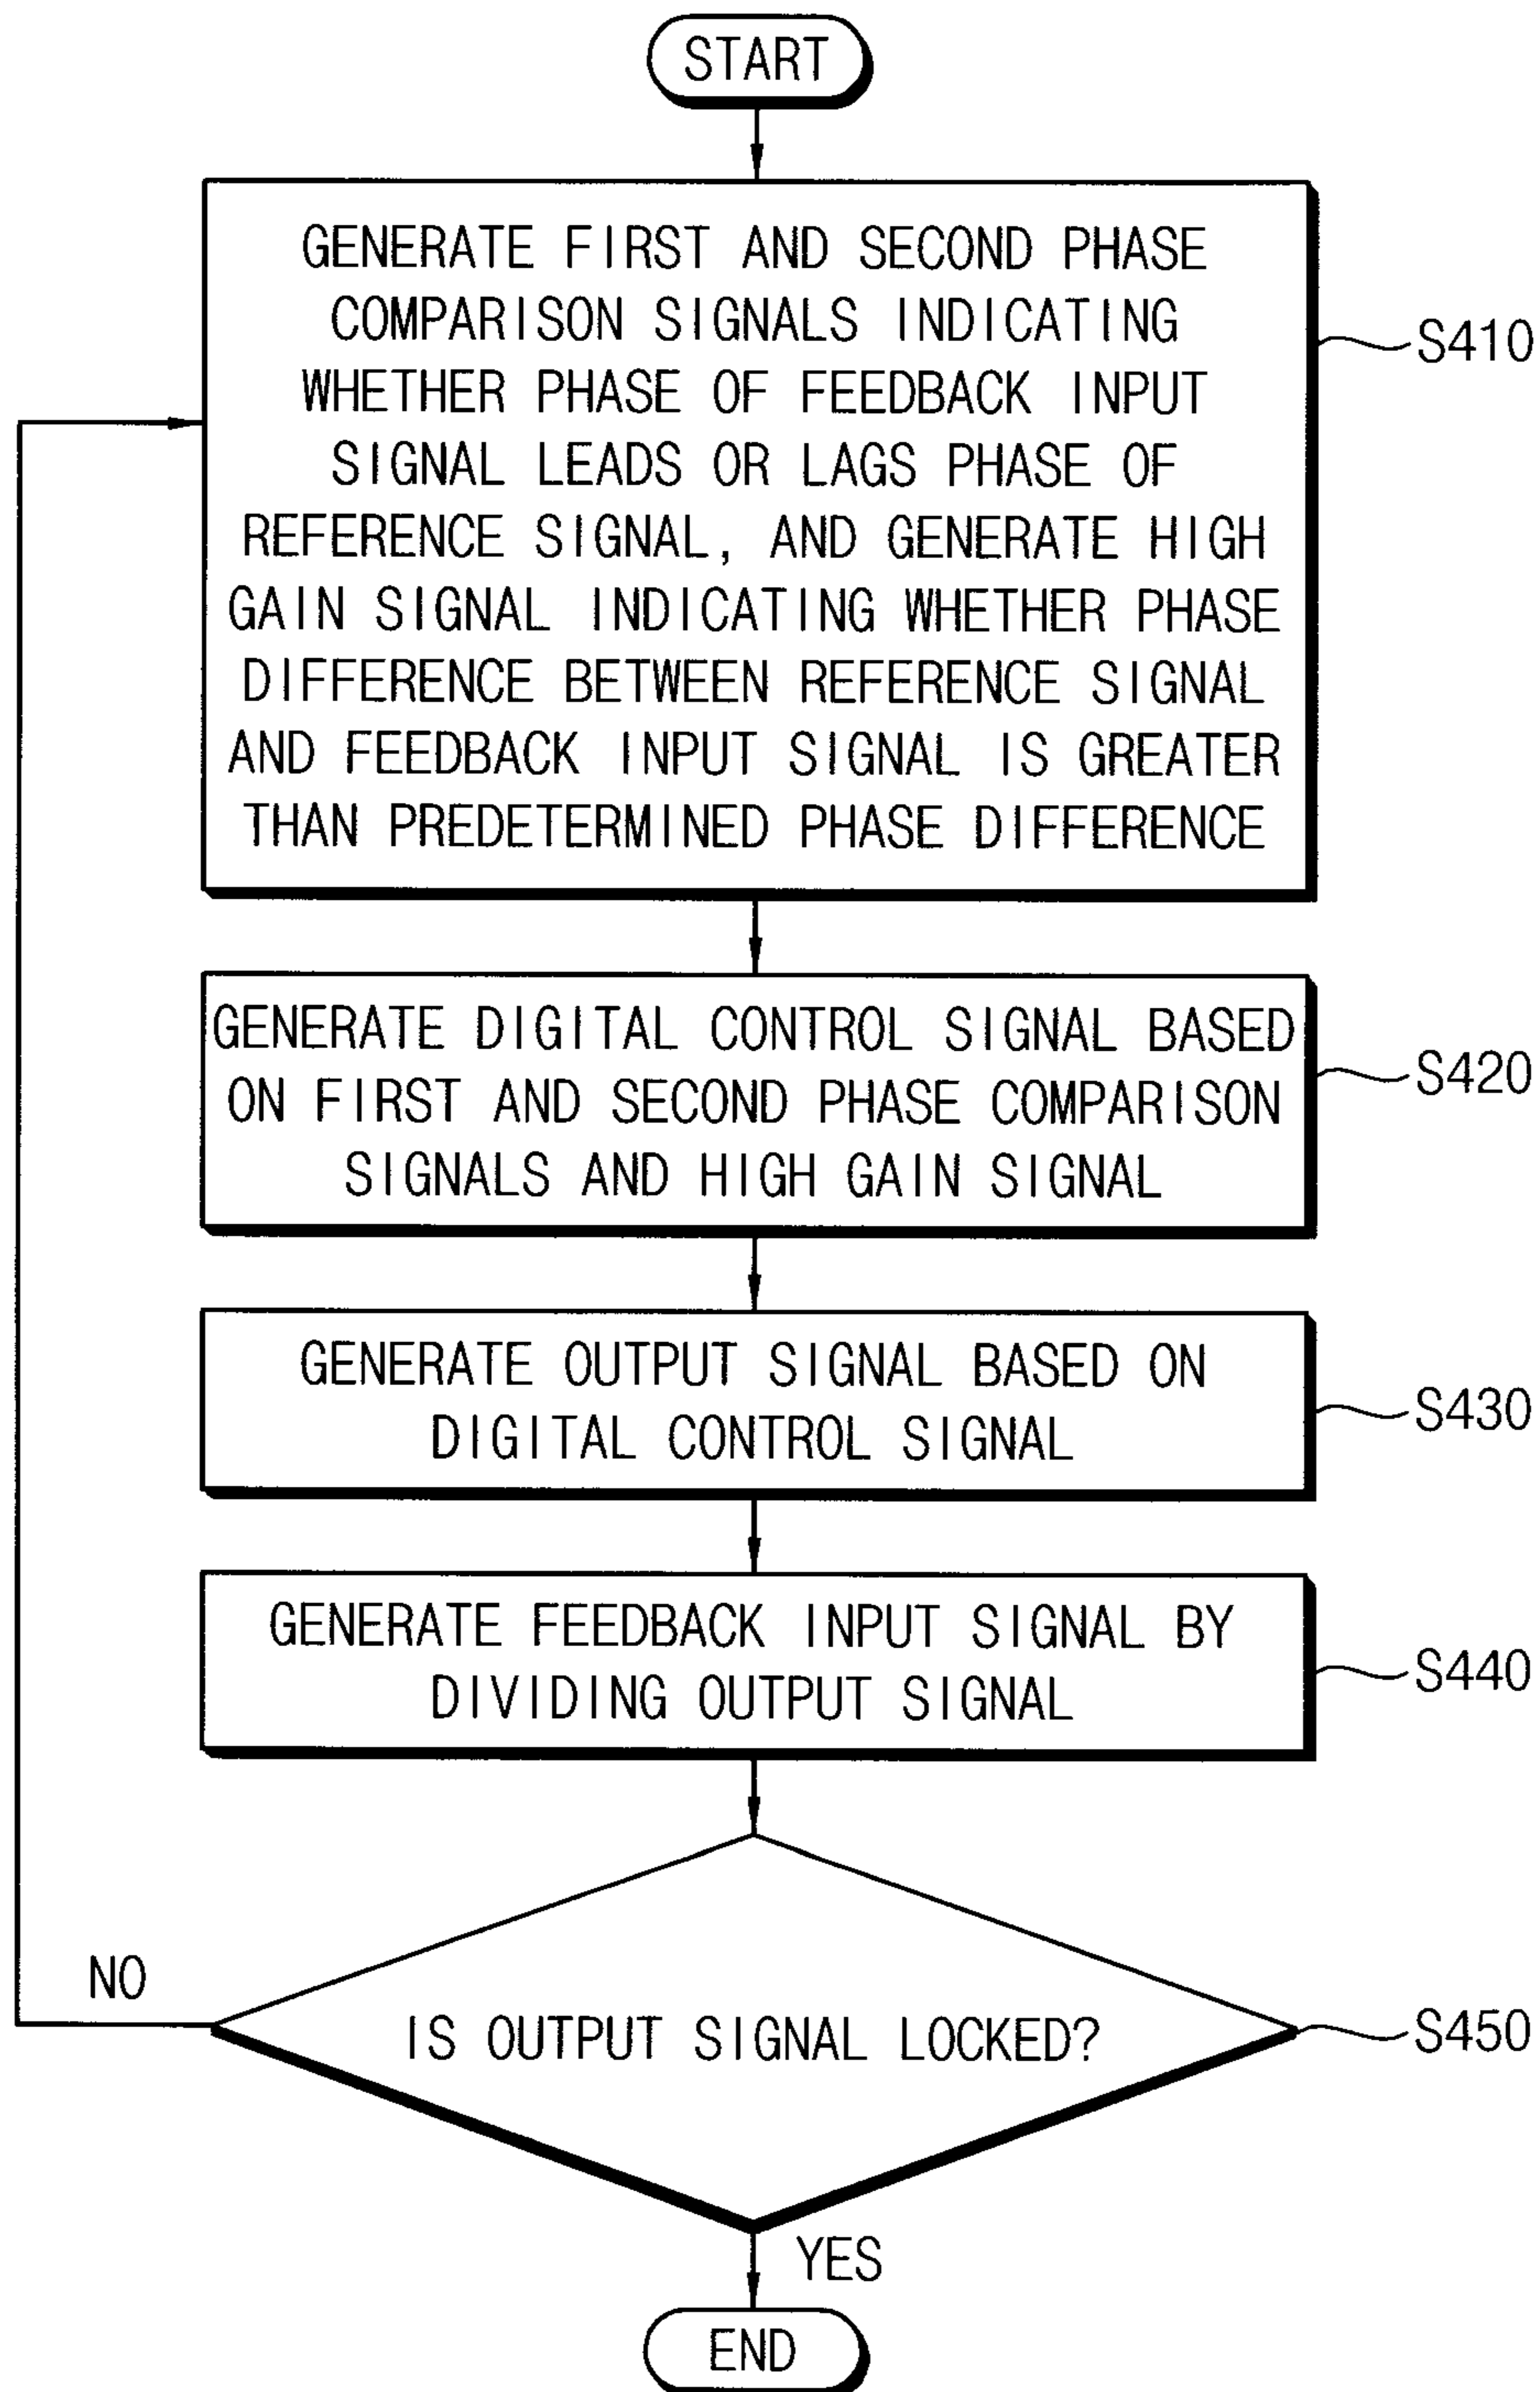 START
GENERATE FIRST AND SECOND PHASE
COMPARISON SIGNALS INDICATING
WHETHER PHASE OF FEEDBACK INPUT
SIGNAL LEADS OR LAGS PHASE OF
REFERENCE SIGNAL, AND GENERATE HIGH
GAIN SIGNAL INDICATING WHETHER PHASE
DIFFERENCE BETWEEN REFERENCE SIGNAL
AND FEEDBACK INPUT SIGNAL IS GREATER
THAN PREDETERMINED PHASE DIFFERENCE
S410
GENERATE DIGITAL CONTROL SIGNAL BASED
ON FIRST AND SECOND PHASE COMPARISON
SIGNALS AND HIGH GAIN SIGNAL
S420
GENERATE OUTPUT SIGNAL BASED ON
DIGITAL CONTROL SIGNAL
S430
GENERATE FEEDBACK INPUT SIGNAL BY
DIVIDING OUTPUT SIGNAL
S440
NO
IS OUTPUT SIGNAL LOCKED?
S450
YES
END